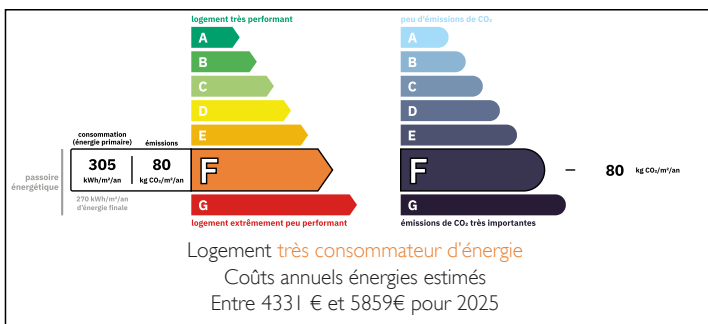 logement très performant
A
B
C
D
E
consommation
(énergie primaire)
émissions
305
kWh/m²/an
80
kg CO₂/m²/an
F
passoire
énergétique
270 kWh/m²/an
d'énergie finale
G
logement extrêmement peu performant
peu d'émissions de CO₂
A
B
C
D
E
F
80 kg CO₂/m²/an
G
émissions de CO₂ très importantes
Logement très consommateur d'énergie
Coûts annuels énergies estimés
Entre 4331 € et 5859€ pour 2025